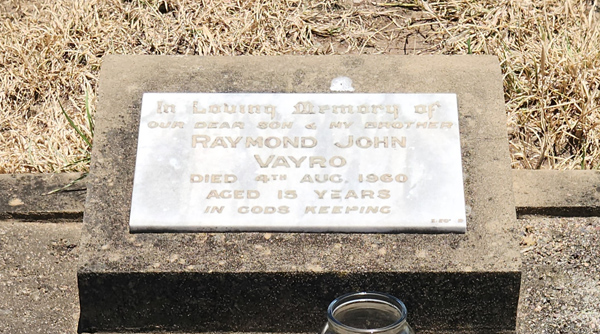 In Loving Memory of
OUR DEAR SON & MY BROTHER
RAYMOND JOHN
VAYRO
DIED 4TH AUG. 1960
AGED 15 YEARS
IN GODS KEEPING